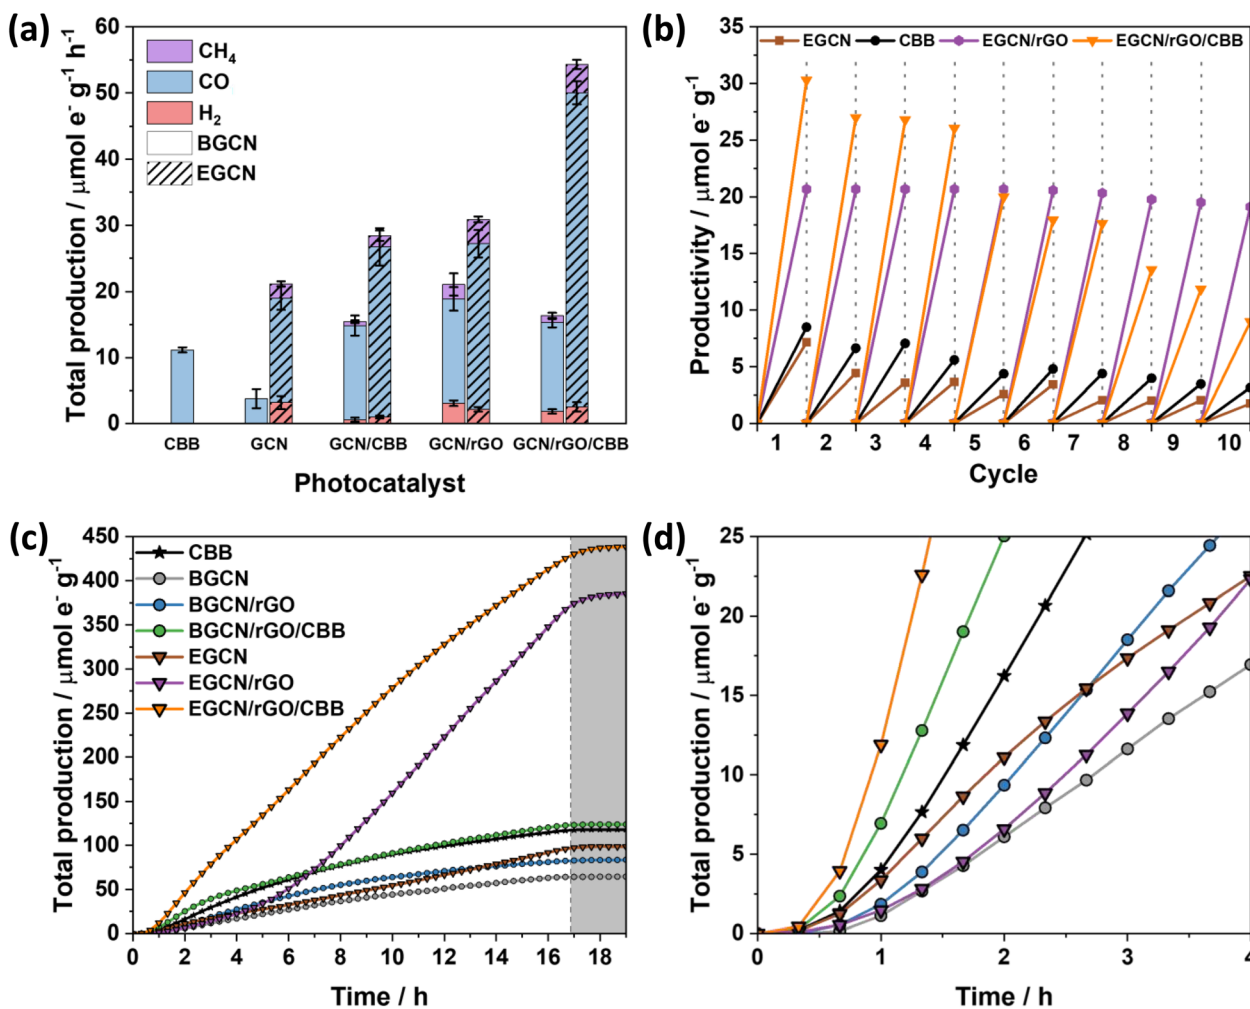 (a)
Total production / μmol e⁻ g⁻¹ h⁻¹
60
50
40
30
20
10
0
CH₄
CO
H₂
BGCN
EGCN
CBB GCN GCN/CBB GCN/rGO GCN/rGO/CBB
Photocatalyst
(b)
Productivity / μmol e⁻ g⁻¹
35
30
25
20
15
10
5
0
EGCN CBB EGCN/rGO EGCN/rGO/CBB
1 2 3 4 5 6 7 8 9 10
Cycle
(c)
Total production / μmol e⁻ g⁻¹
450
400
350
300
250
200
150
100
50
0
CBB
BGCN
BGCN/rGO
BGCN/rGO/CBB
EGCN
EGCN/rGO
EGCN/rGO/CBB
0 2 4 6 8 10 12 14 16 18
Time / h
(d)
Total production / μmol e⁻ g⁻¹
25
20
15
10
5
0
0 1 2 3 4
Time / h